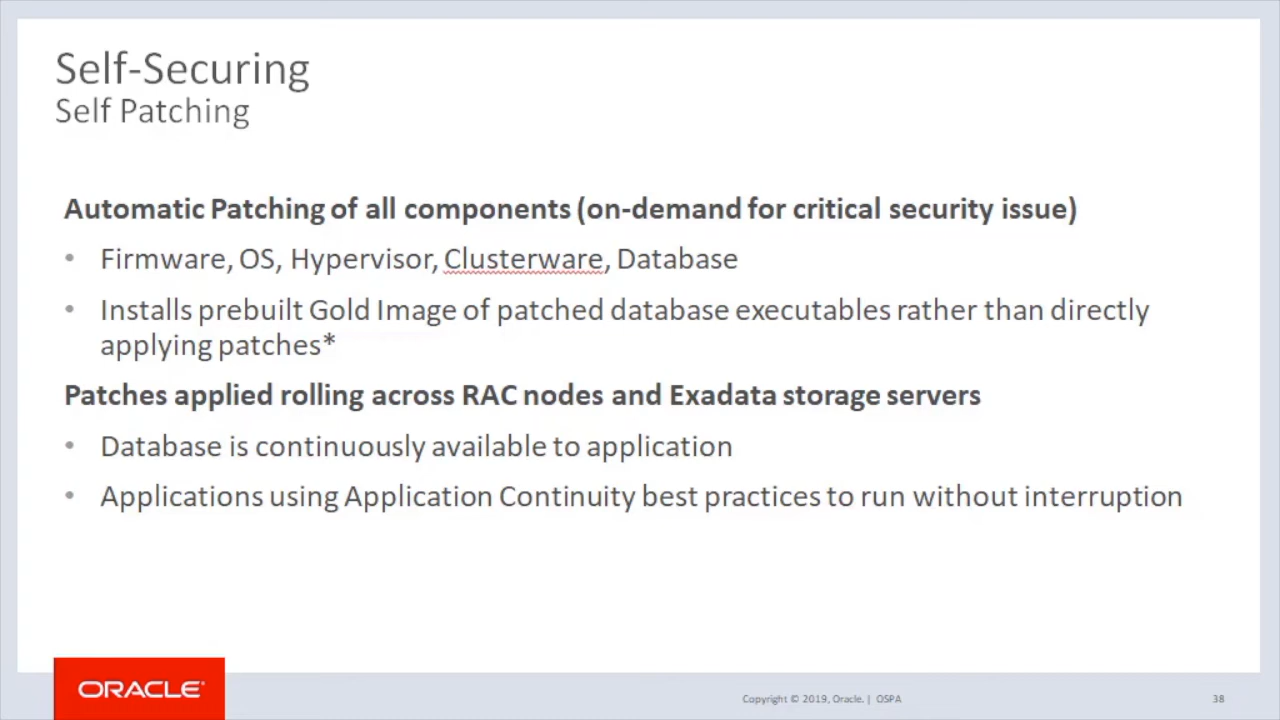 Self-Securing
Self Patching
Automatic Patching of all components (on-demand for critical security issue)
• Firmware, OS, Hypervisor, Clusterware, Database
• Installs prebuilt Gold Image of patched database executables rather than directly
applying patches*
Patches applied rolling across RAC nodes and Exadata storage servers
• Database is continuously available to application
• Applications using Application Continuity best practices to run without interruption
ORACLE®
Copyright © 2019, Oracle. | OSPA
38